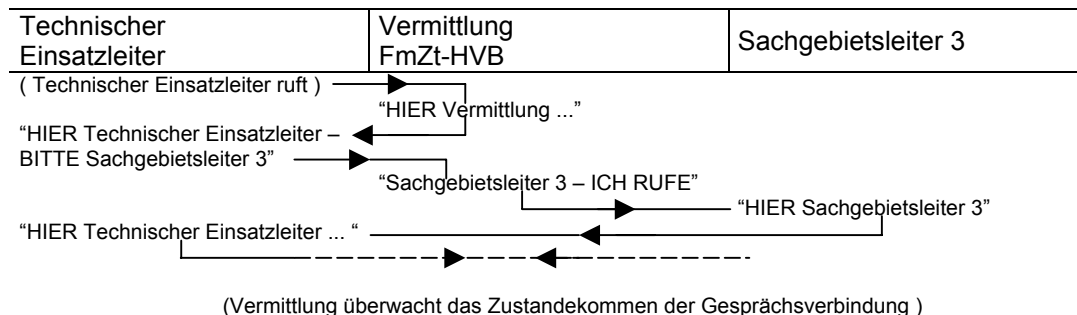 Technischer
Einsatzleiter
Vermittlung
FmZt-HVB
Sachgebietsleiter 3
( Technischer Einsatzleiter ruft )
“HIER Vermittlung ...”
“HIER Technischer Einsatzleiter –
BITTE Sachgebietsleiter 3”
“Sachgebietsleiter 3 – ICH RUFE”
“HIER Sachgebietsleiter 3”
“HIER Technischer Einsatzleiter ... “
(Vermittlung überwacht das Zustandekommen der Gesprächsverbindung )